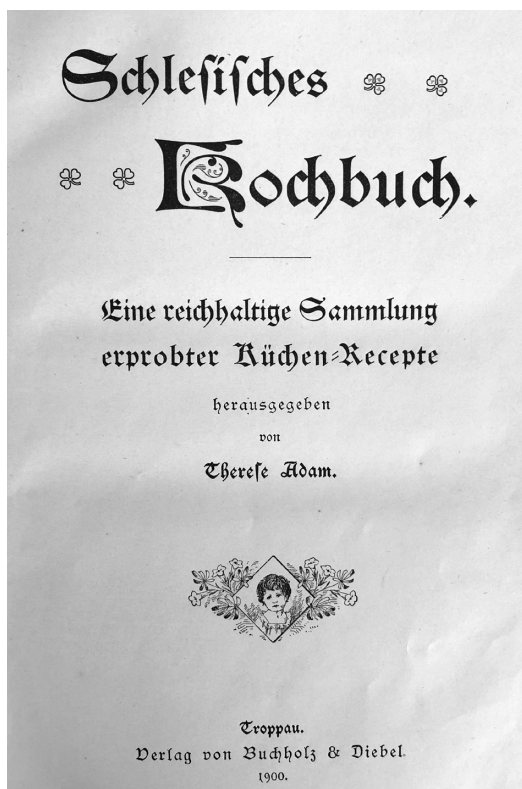 Schlesisches
Kochbuch.
Eine reichhaltige Sammlung
erprobter Küchen-Recepte
herausgegeben
von
Therese Adam.
Troppau.
Verlag von Buchholz & Diebel.
1900.